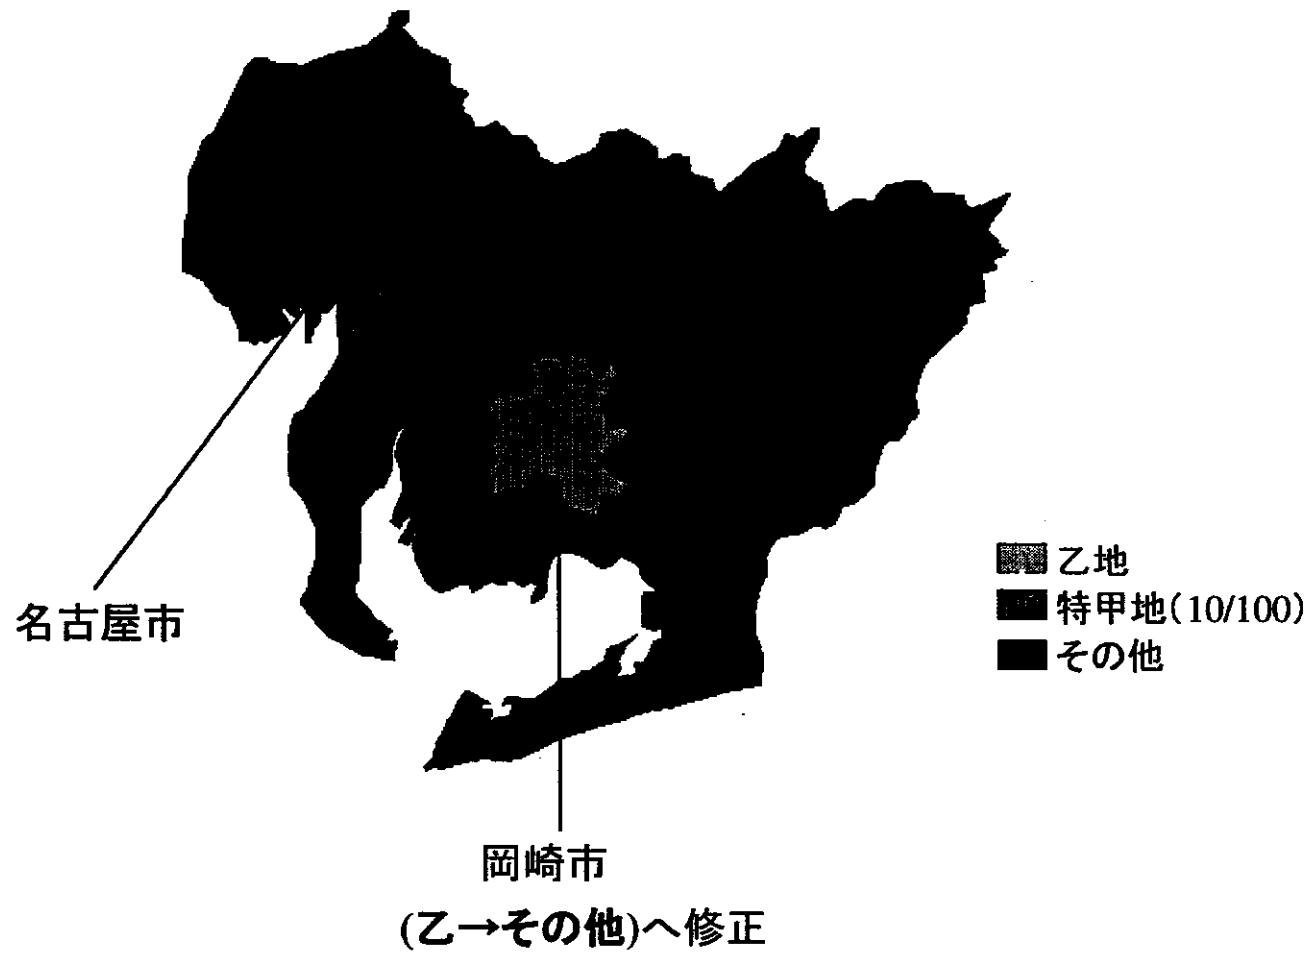 名古屋市
乙地
特甲地(10/100)
その他
岡崎市
(乙→その他)へ修正